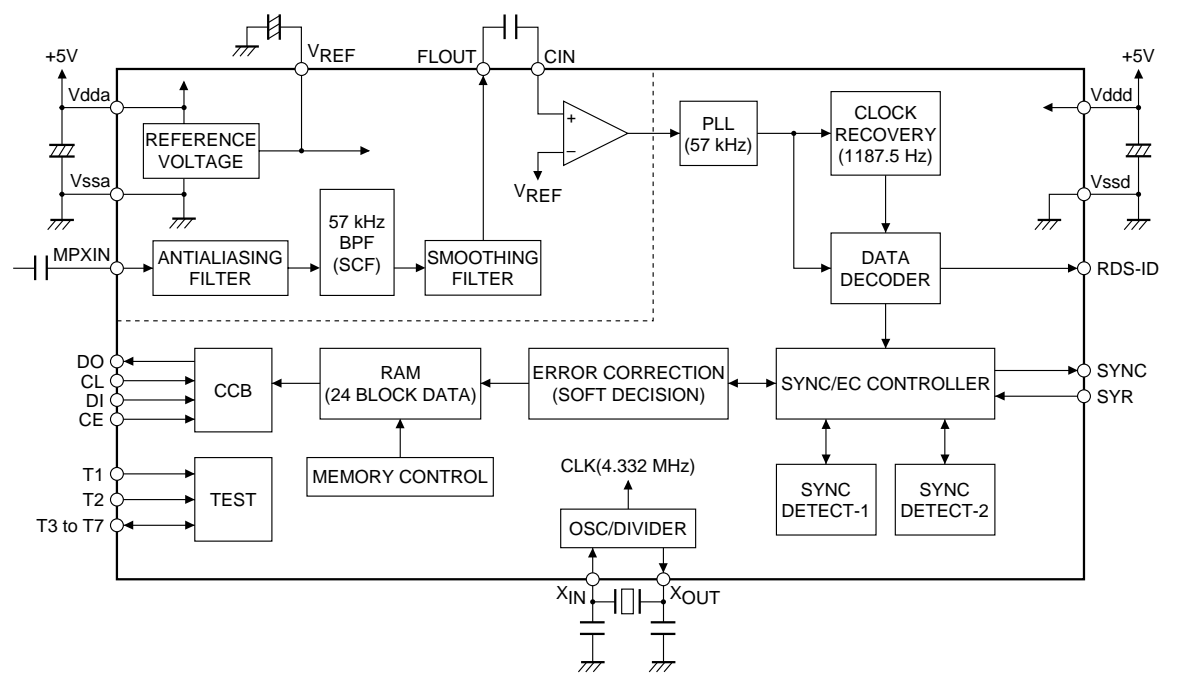 VREF
FLOUT
CIN
+5V
+5V
Vdda
Vddd
REFERENCE
VOLTAGE
+
−
VREF
PLL
(57 kHz)
CLOCK
RECOVERY
(1187.5 Hz)
Vssa
Vssd
MPXIN
ANTIALIASING
FILTER
57 kHz
BPF
(SCF)
SMOOTHING
FILTER
DATA
DECODER
RDS-ID
DO
CL
DI
CE
CCB
RAM
(24 BLOCK DATA)
ERROR CORRECTION
(SOFT DECISION)
SYNC/EC CONTROLLER
SYNC
SYR
MEMORY CONTROL
T1
T2
T3 to T7
TEST
CLK(4.332 MHz)
OSC/DIVIDER
SYNC
DETECT-1
SYNC
DETECT-2
XIN
XOUT